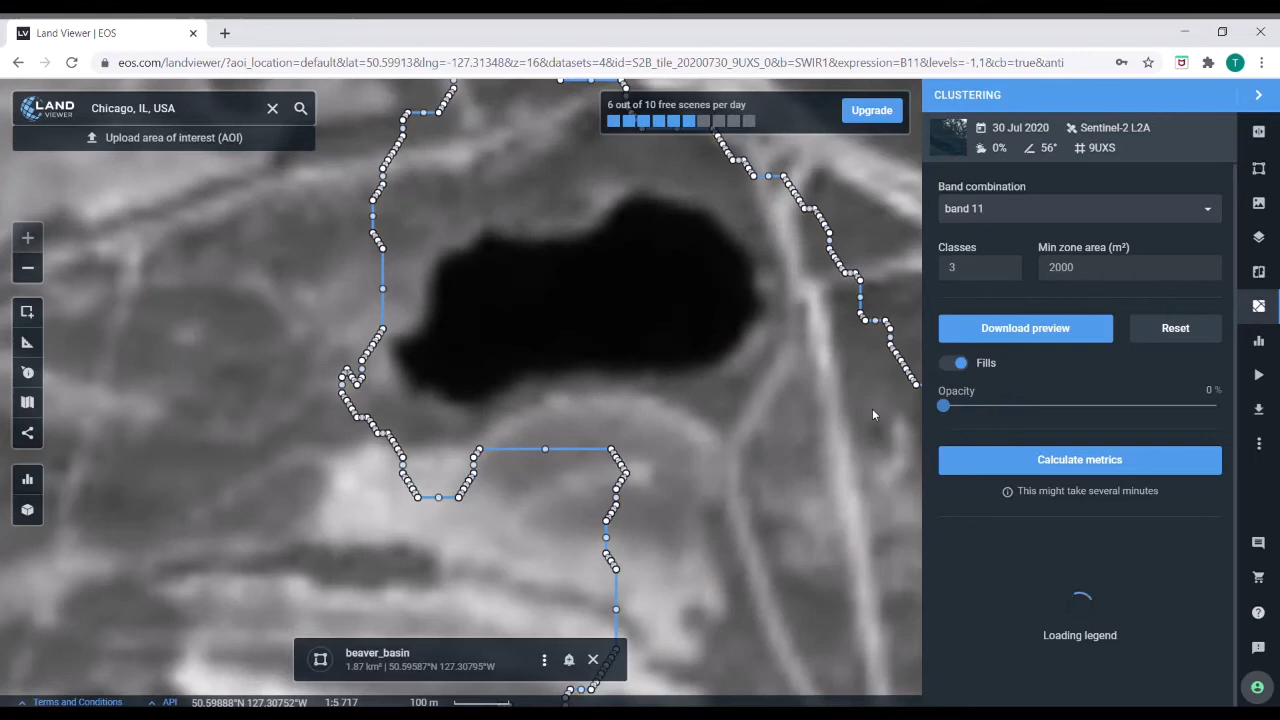 Land Viewer | EOS
eos.com/landviewer/?aoi_location=default&lat=50.59913&lng=-127.30548&z=16&datasets=4&id=S2B_tile_20200730_9UXS_0&b=SWIR1&expression=B11&levels=-1,1&cb=true&anti
T
LAND
VIEWER
Chicago, IL, USA
Upload area of interest (AOI)
6 out of 10 free scenes per day
Upgrade
CLUSTERING
30 Jul 2020
Sentinel-2 L2A
0%
56°
9UXS
Band combination
band 11
Classes
Min zone area (m²)
3
2000
Download preview
Reset
Fills
Opacity
0 %
Calculate metrics
This might take several minutes
Loading legend
beaver_basin
1.87 km² | 50.59587°N 127.30795°W
Terms and Conditions
API
50.59888°N 127.30752°W
1:5 717
100 m